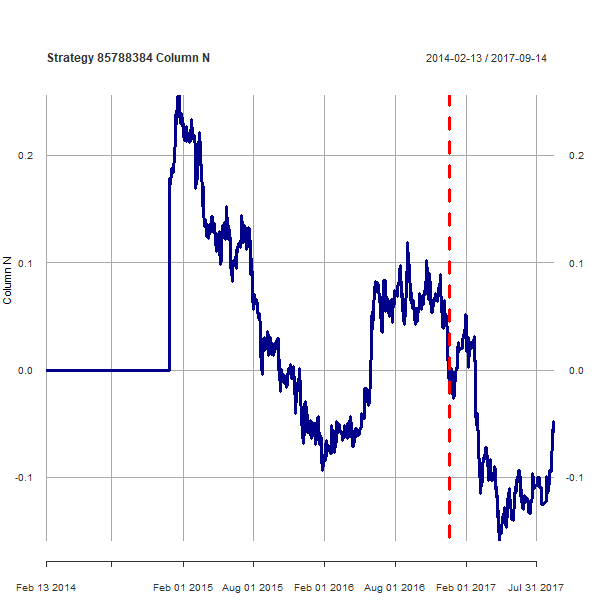 Strategy 85788384 Column N
2014-02-13 / 2017-09-14
0.2
0.2
0.1
0.1
Column N
0.0
0.0
-0.1
-0.1
Feb 13 2014
Feb 01 2015
Aug 01 2015
Feb 01 2016
Aug 01 2016
Feb 01 2017
Jul 31 2017